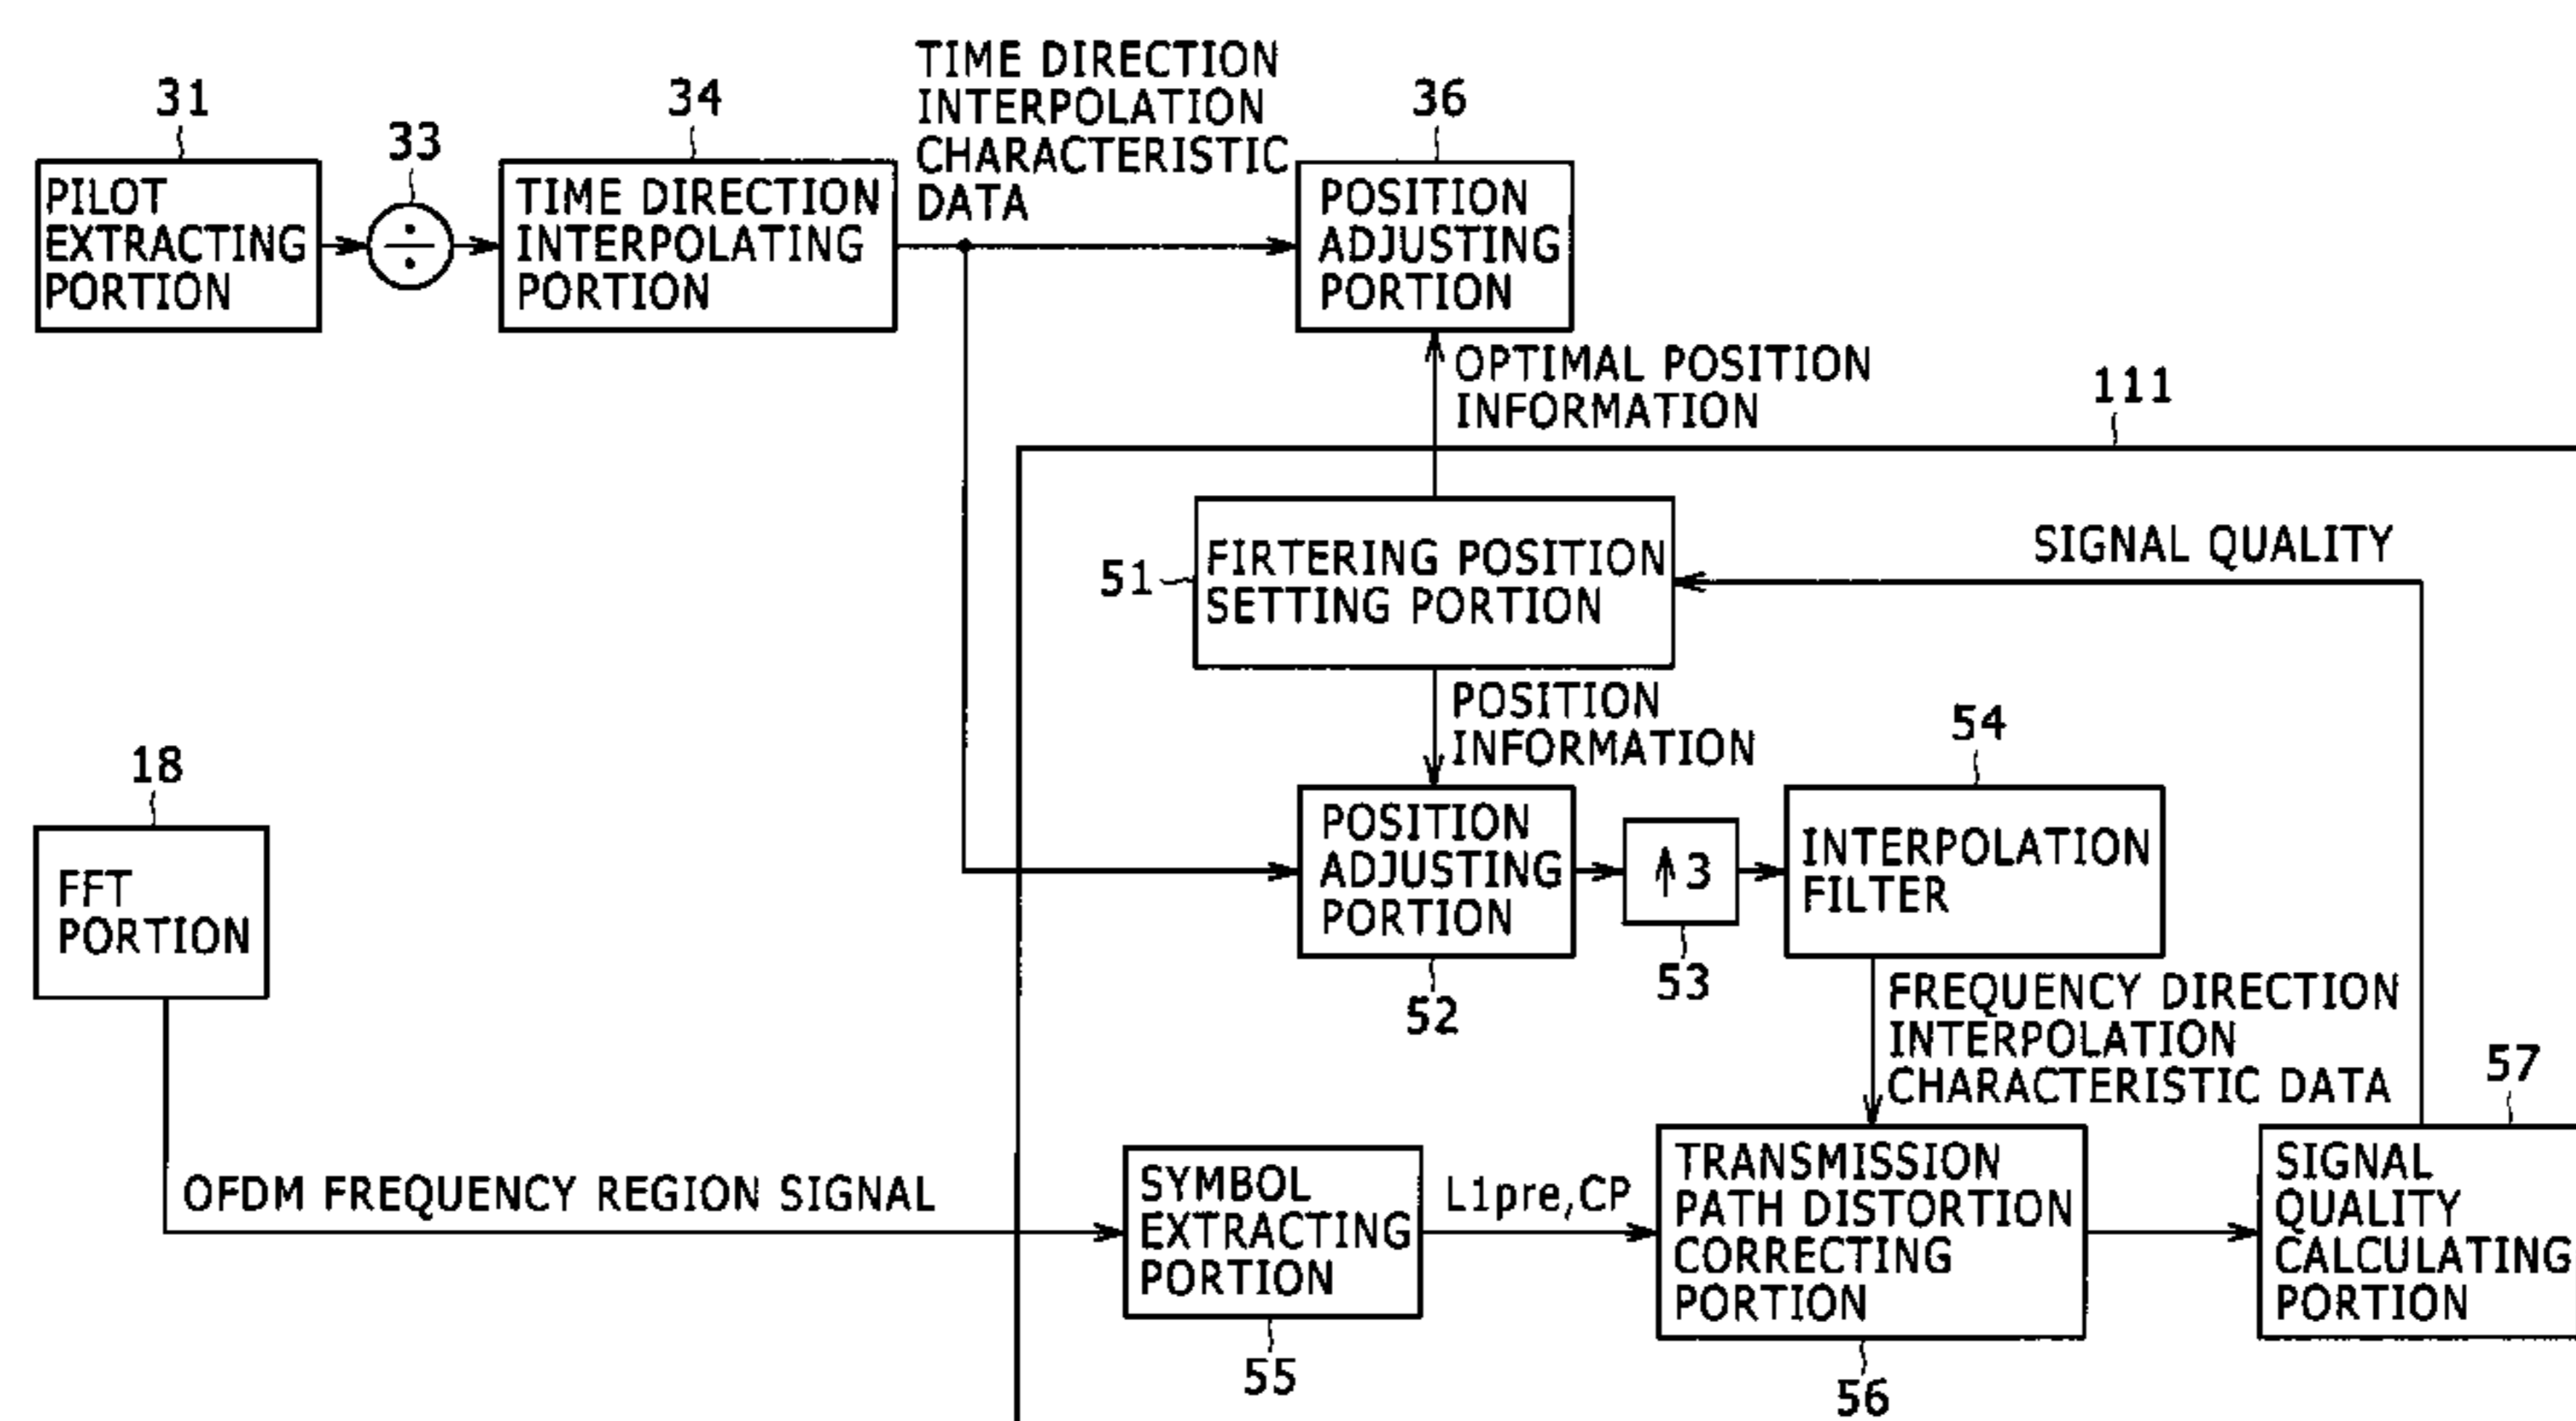 31
33
34
TIME DIRECTION
INTERPOLATION
CHARACTERISTIC
DATA
36
PILOT
EXTRACTING
PORTION
÷
TIME DIRECTION
INTERPOLATING
PORTION
POSITION
ADJUSTING
PORTION
OPTIMAL POSITION
INFORMATION
111
51
FIRTERING POSITION
SETTING PORTION
SIGNAL QUALITY
POSITION
INFORMATION
18
FFT
PORTION
POSITION
ADJUSTING
PORTION
52
↑3
53
54
INTERPOLATION
FILTER
FREQUENCY DIRECTION
INTERPOLATION
CHARACTERISTIC DATA
57
OFDM FREQUENCY REGION SIGNAL
SYMBOL
EXTRACTING
PORTION
55
L1pre,CP
TRANSMISSION
PATH DISTORTION
CORRECTING
PORTION
56
SIGNAL
QUALITY
CALCULATING
PORTION